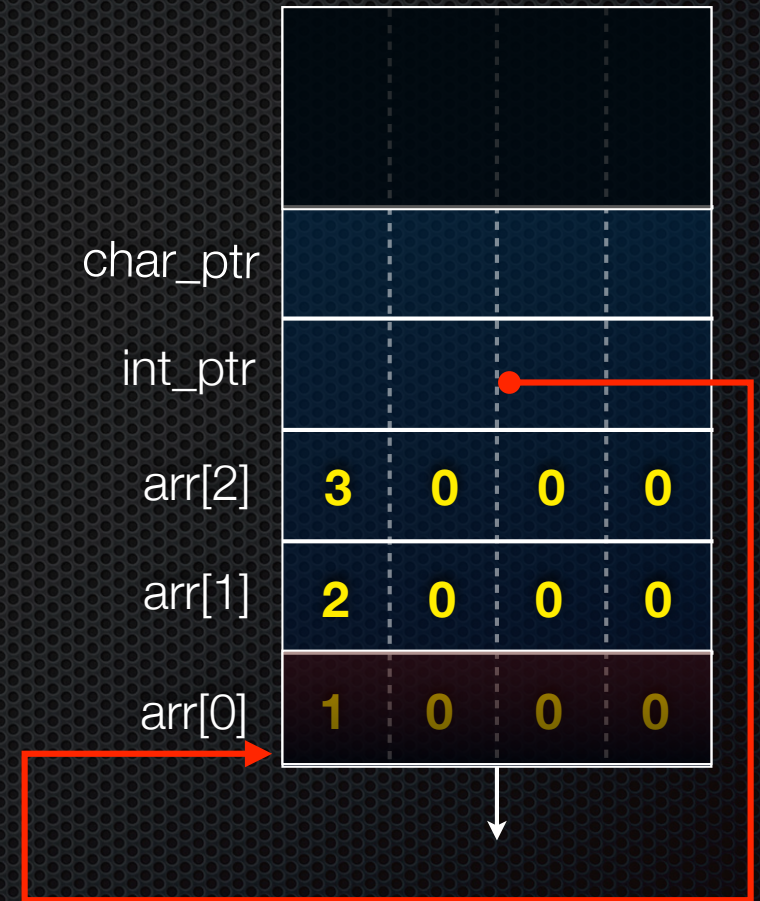 char_ptr
int_ptr
arr[2] 3 0 0 0
arr[1] 2 0 0 0
arr[0] 1 0 0 0